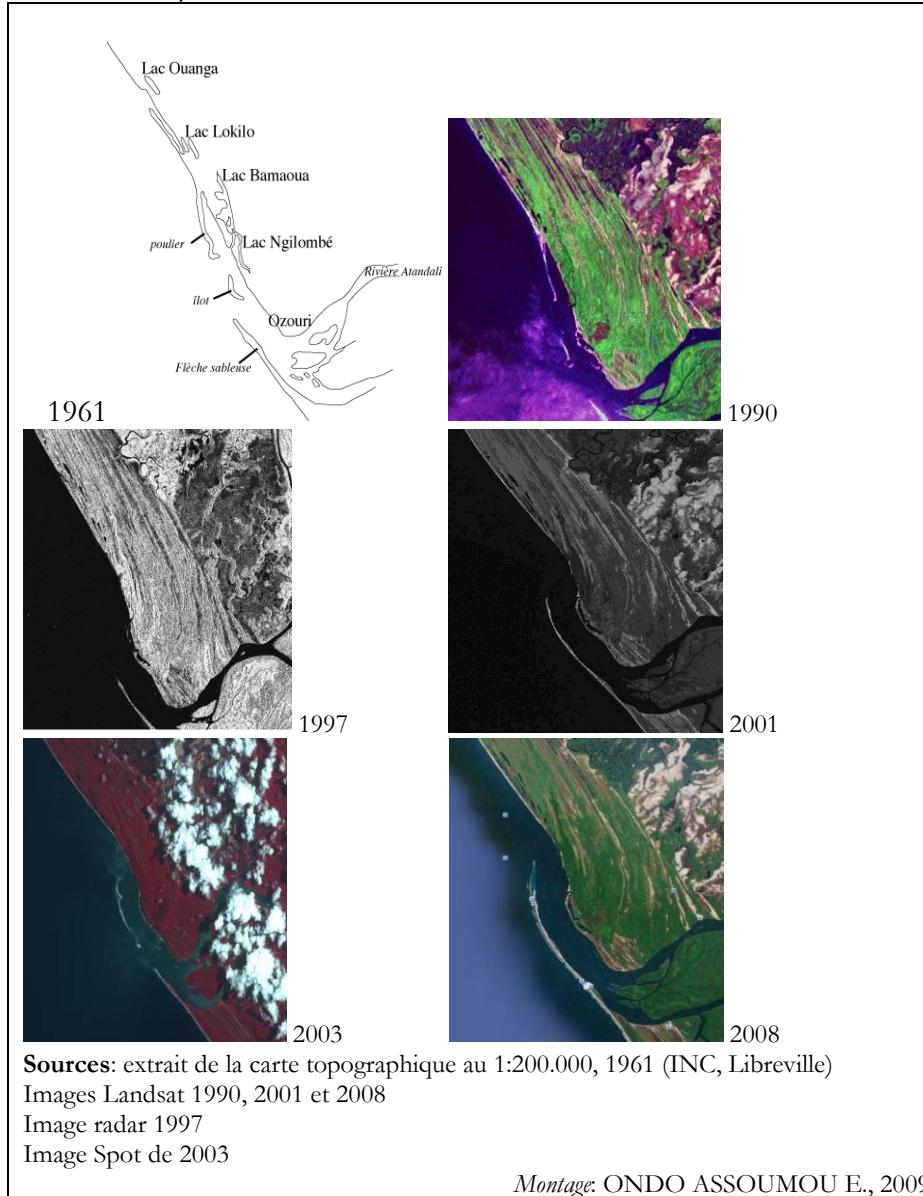 Lac Ouanga
Lac Lokilo
Lac Bamaoua
poulier
Lac Ngilombé
Rivière Atandali
îlot
Ozouri
Flèche sableuse
1961
1990
1997
2001
2003
2008
Sources: extrait de la carte topographique au 1:200.000, 1961 (INC, Libreville)
Images Landsat 1990, 2001 et 2008
Image radar 1997
Image Spot de 2003
Montage: ONDO ASSOUMOU E., 2009